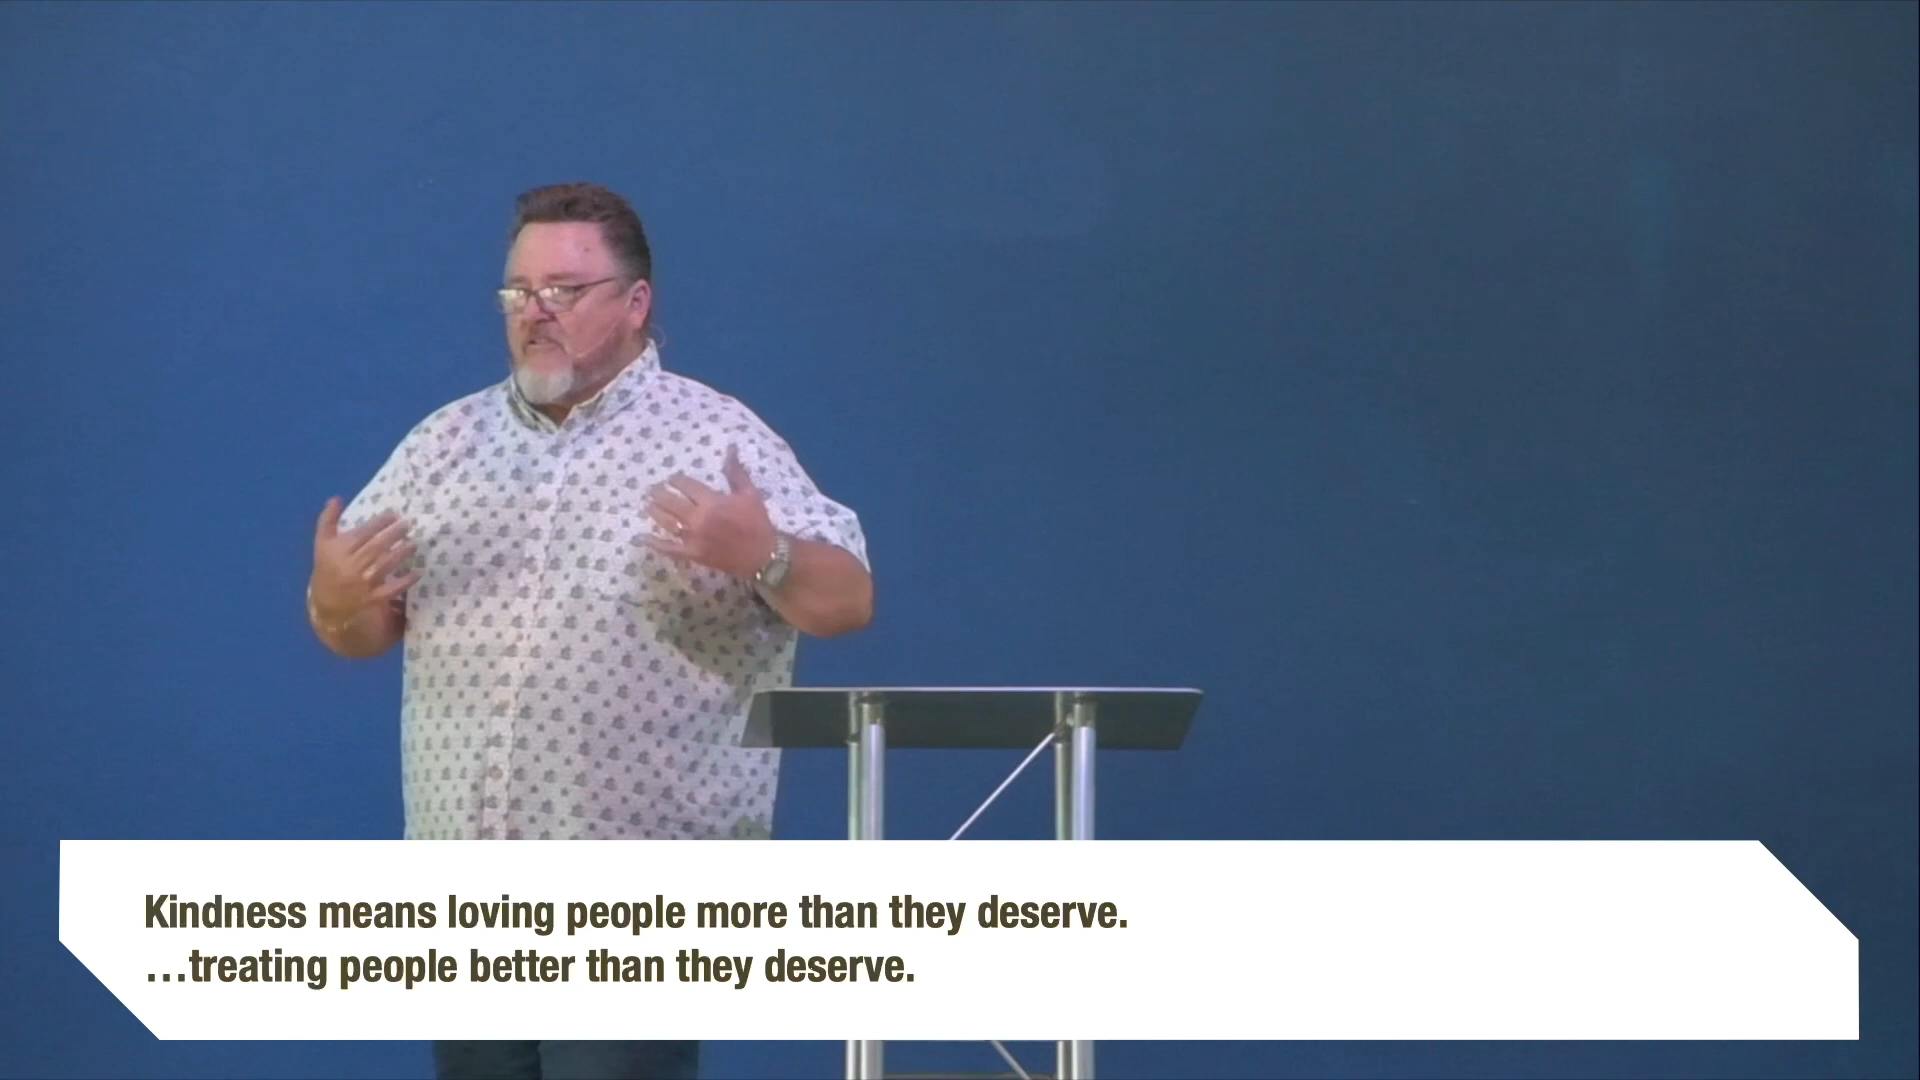 Kindness means loving people more than they deserve.
…treating people better than they deserve.